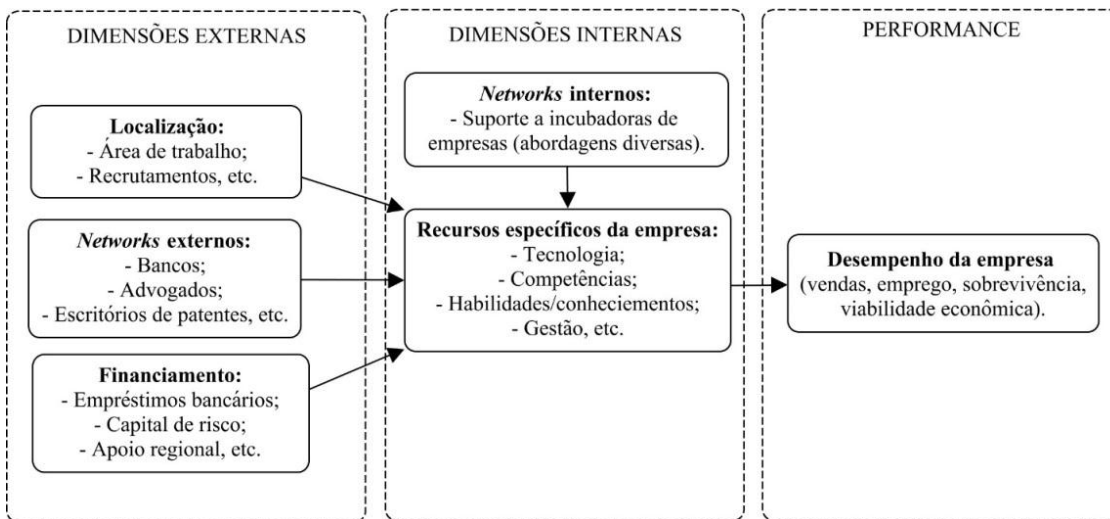 DIMENSÕES EXTERNAS
Localização:
- Área de trabalho;
- Recrutamentos, etc.
Networks externos:
- Bancos;
- Advogados;
- Escritórios de patentes, etc.
Financiamento:
- Empréstimos bancários;
- Capital de risco;
- Apoio regional, etc.
DIMENSÕES INTERNAS
Networks internos:
- Suporte a incubadoras de
empresas (abordagens diversas).
Recursos específicos da empresa:
- Tecnologia;
- Competências;
- Habilidades/conheciementos;
- Gestão, etc.
PERFORMANCE
Desempenho da empresa
(vendas, emprego, sobrevivência,
viabilidade econômica).